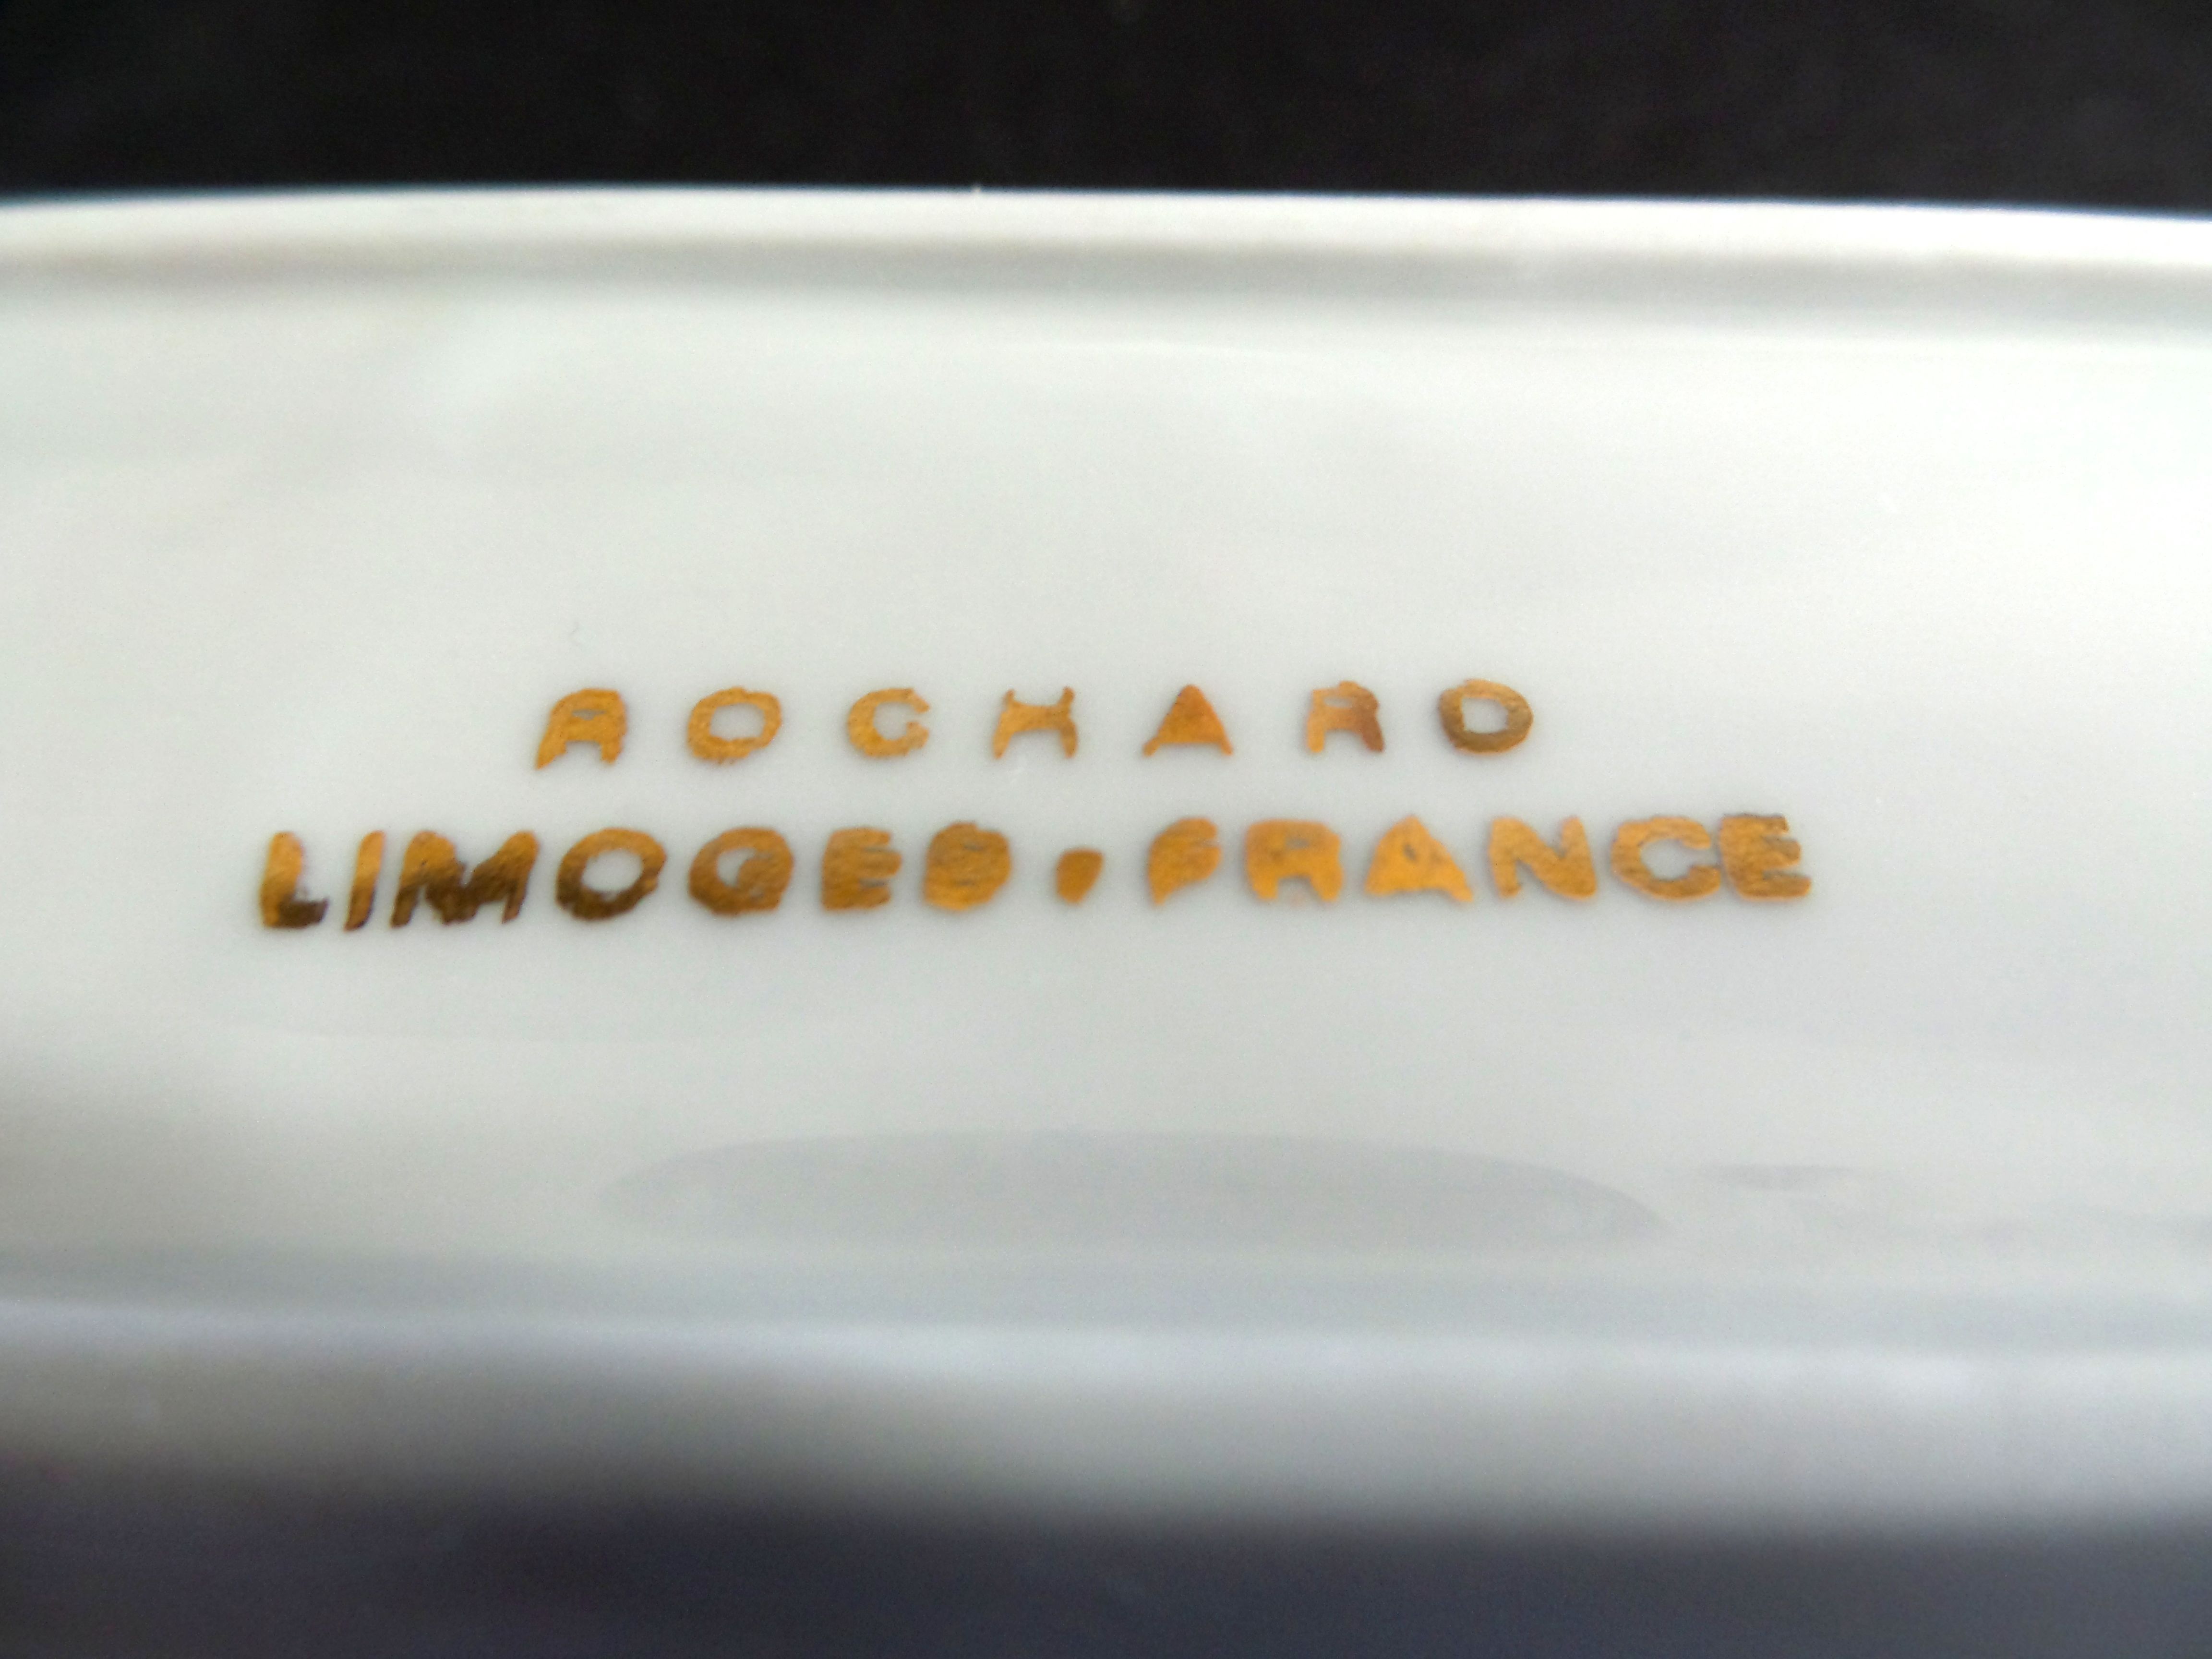 ROCHARD
LIMOGES · FRANCE